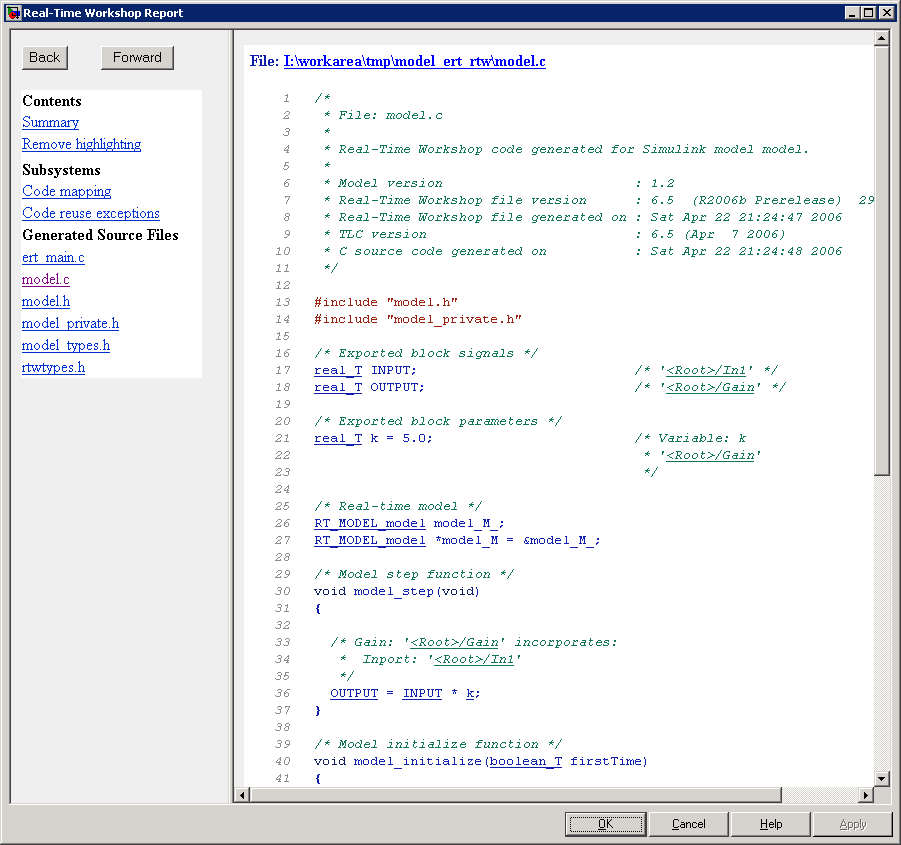 Real-Time Workshop Report
Back
Forward
Contents
Summary
Remove highlighting
Subsystems
Code mapping
Code reuse exceptions
Generated Source Files
ert_main.c
model.c
model.h
model_private.h
model_types.h
rtwtypes.h
File: I:\workarea\tmp\model_ert_rtw\model.c
1 /*
2 * File: model.c
3 *
4 * Real-Time Workshop code generated for Simulink model model.
5 *
6 * Model version : 1.2
7 * Real-Time Workshop file version : 6.5 (R2006b Prerelease) 29
8 * Real-Time Workshop file generated on : Sat Apr 22 21:24:47 2006
9 * TLC version : 6.5 (Apr 7 2006)
10 * C source code generated on : Sat Apr 22 21:24:48 2006
11 */
12
13 #include "model.h"
14 #include "model_private.h"
15
16 /* Exported block signals */
17 real_T INPUT; /* '<Root>/In1' */
18 real_T OUTPUT; /* '<Root>/Gain' */
19
20 /* Exported block parameters */
21 real_T k = 5.0; /* Variable: k
22 * '<Root>/Gain'
23 */
24
25 /* Real-time model */
26 RT_MODEL_model model_M_;
27 RT_MODEL_model *model_M = &model_M_;
28
29 /* Model step function */
30 void model_step(void)
31 {
32
33 /* Gain: '<Root>/Gain' incorporates:
34 * Inport: '<Root>/In1'
35 */
36 OUTPUT = INPUT * k;
37 }
38
39 /* Model initialize function */
40 void model_initialize(boolean_T firstTime)
41 {
OK
Cancel
Help
Apply